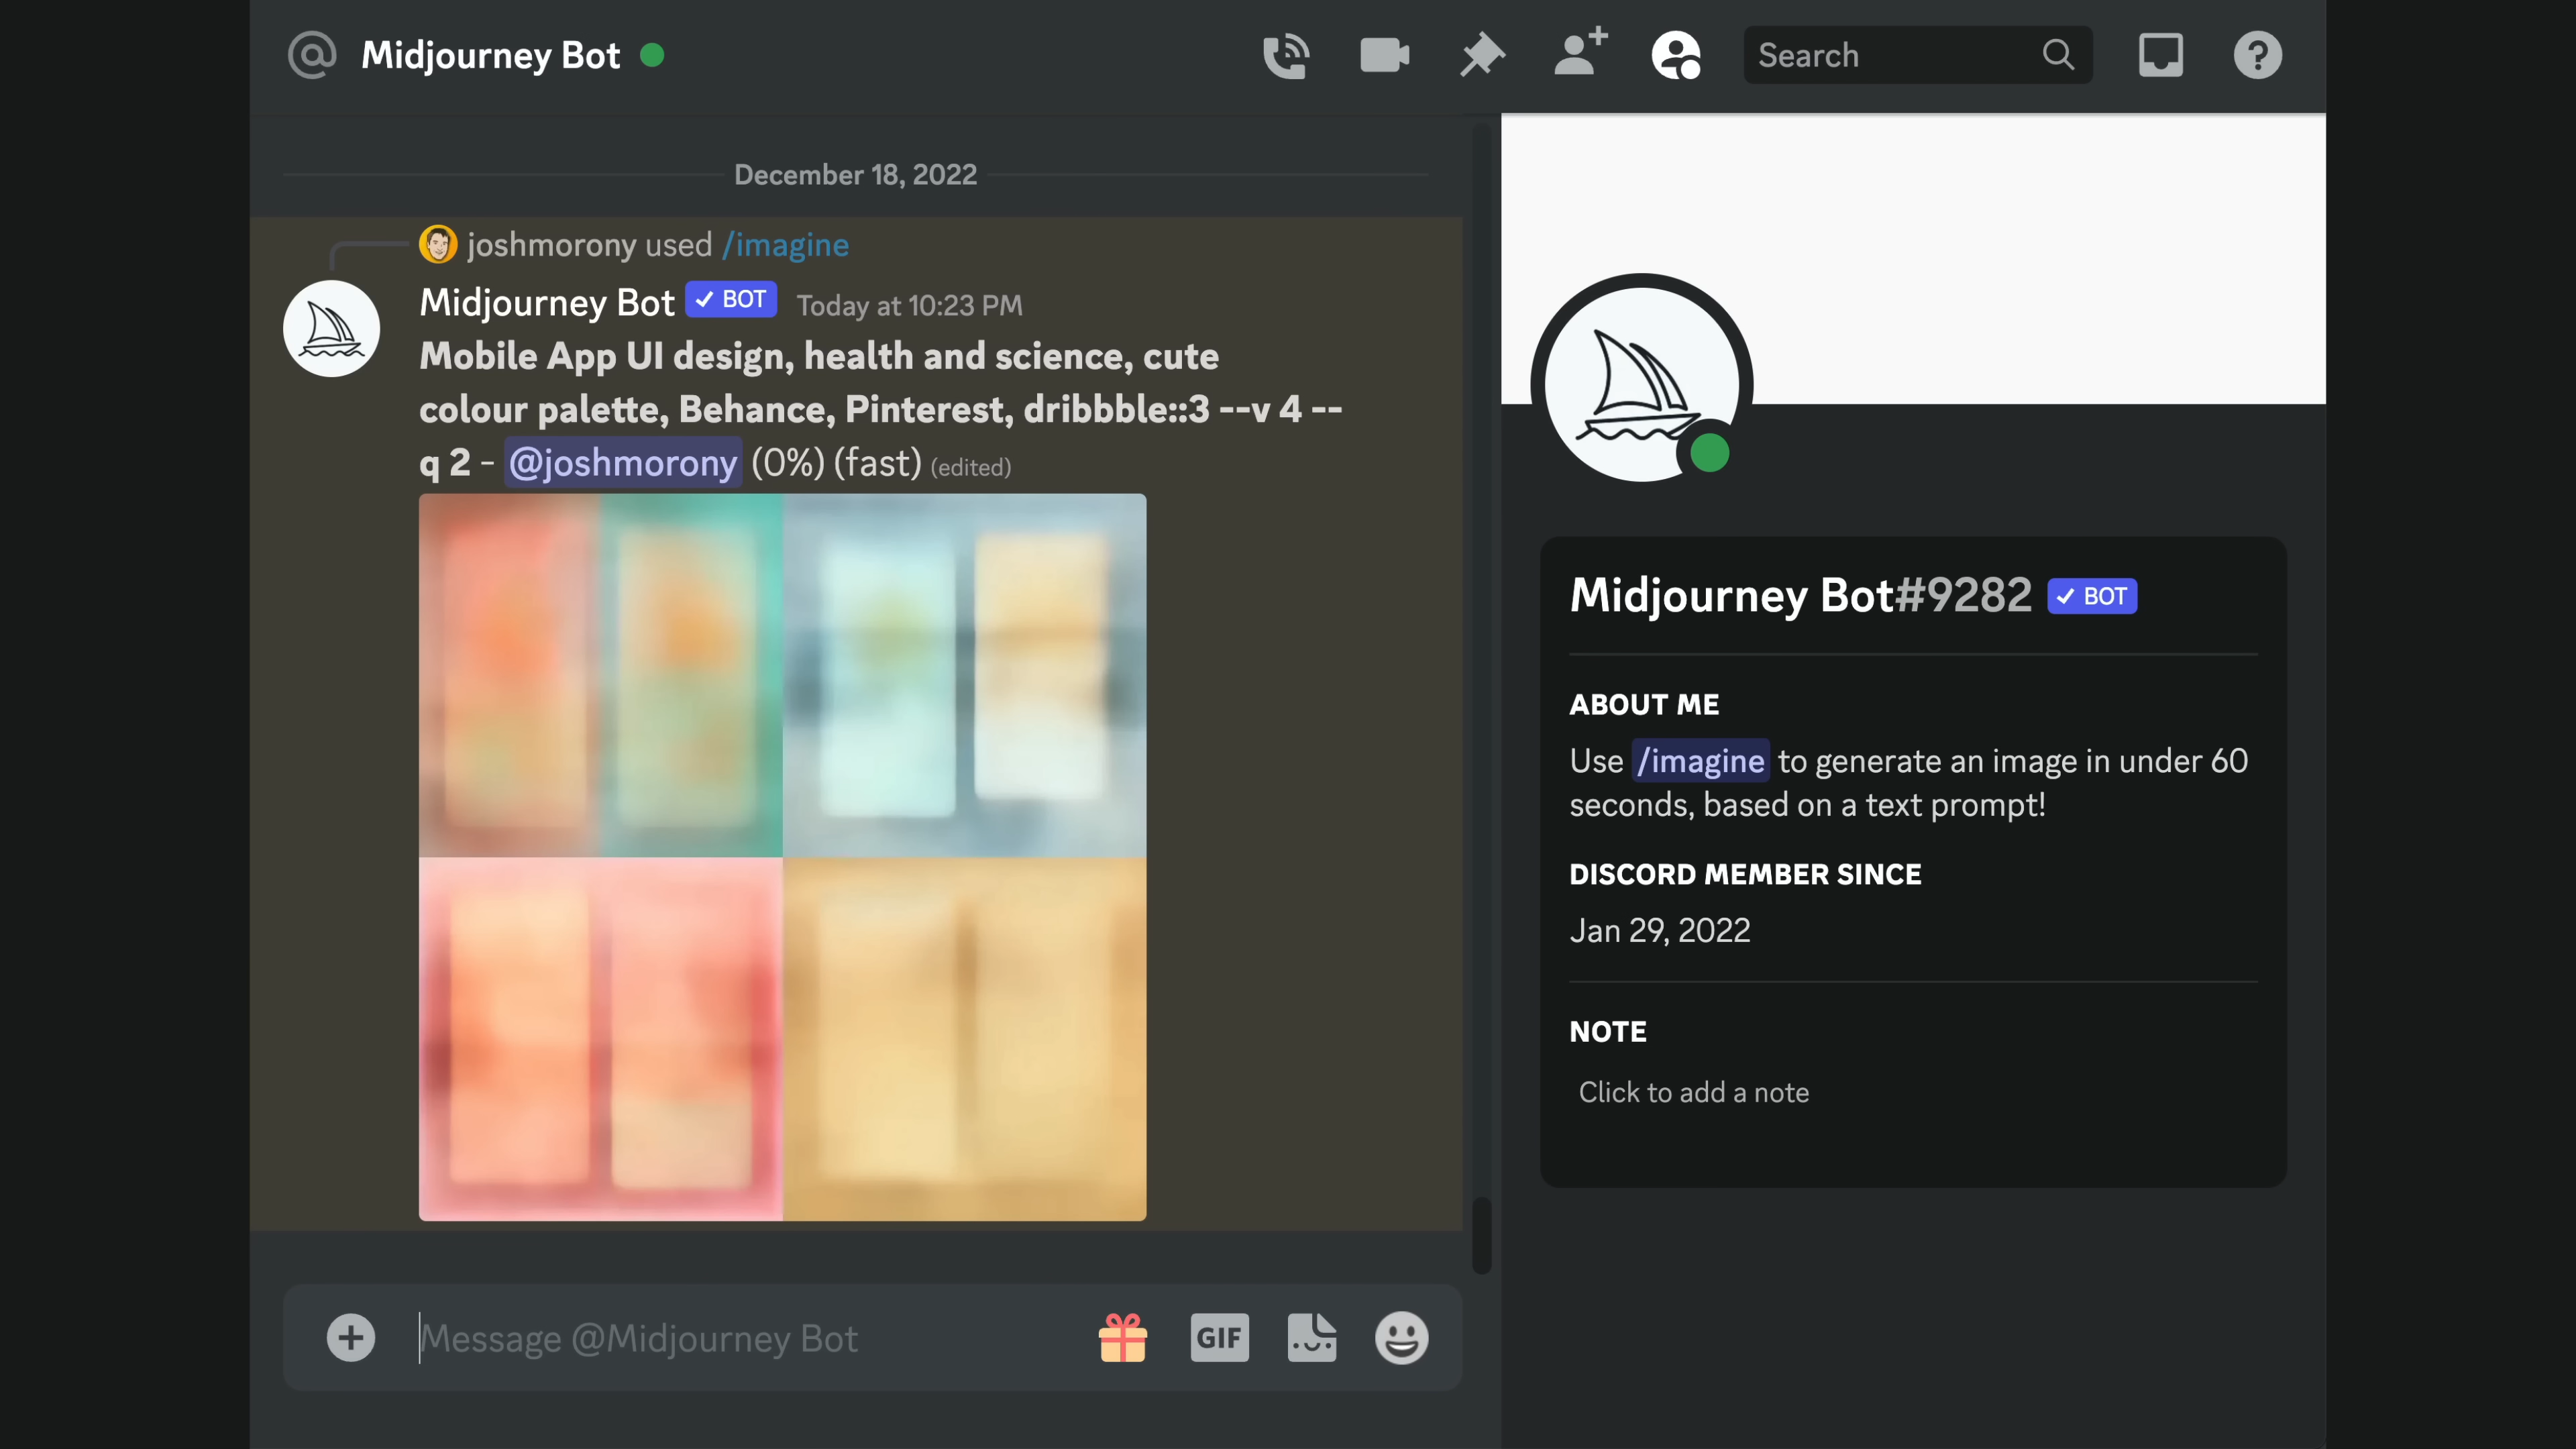 Midjourney Bot
Search
December 18, 2022
joshmorony used /imagine
Midjourney Bot BOT Today at 10:23 PM
Mobile App UI design, health and science, cute
colour palette, Behance, Pinterest, dribbble::3 --v 4 --
q 2 - @joshmorony (0%) (fast) (edited)
Message @Midjourney Bot
GIF
Midjourney Bot#9282 BOT
ABOUT ME
Use /imagine to generate an image in under 60
seconds, based on a text prompt!
DISCORD MEMBER SINCE
Jan 29, 2022
NOTE
Click to add a note